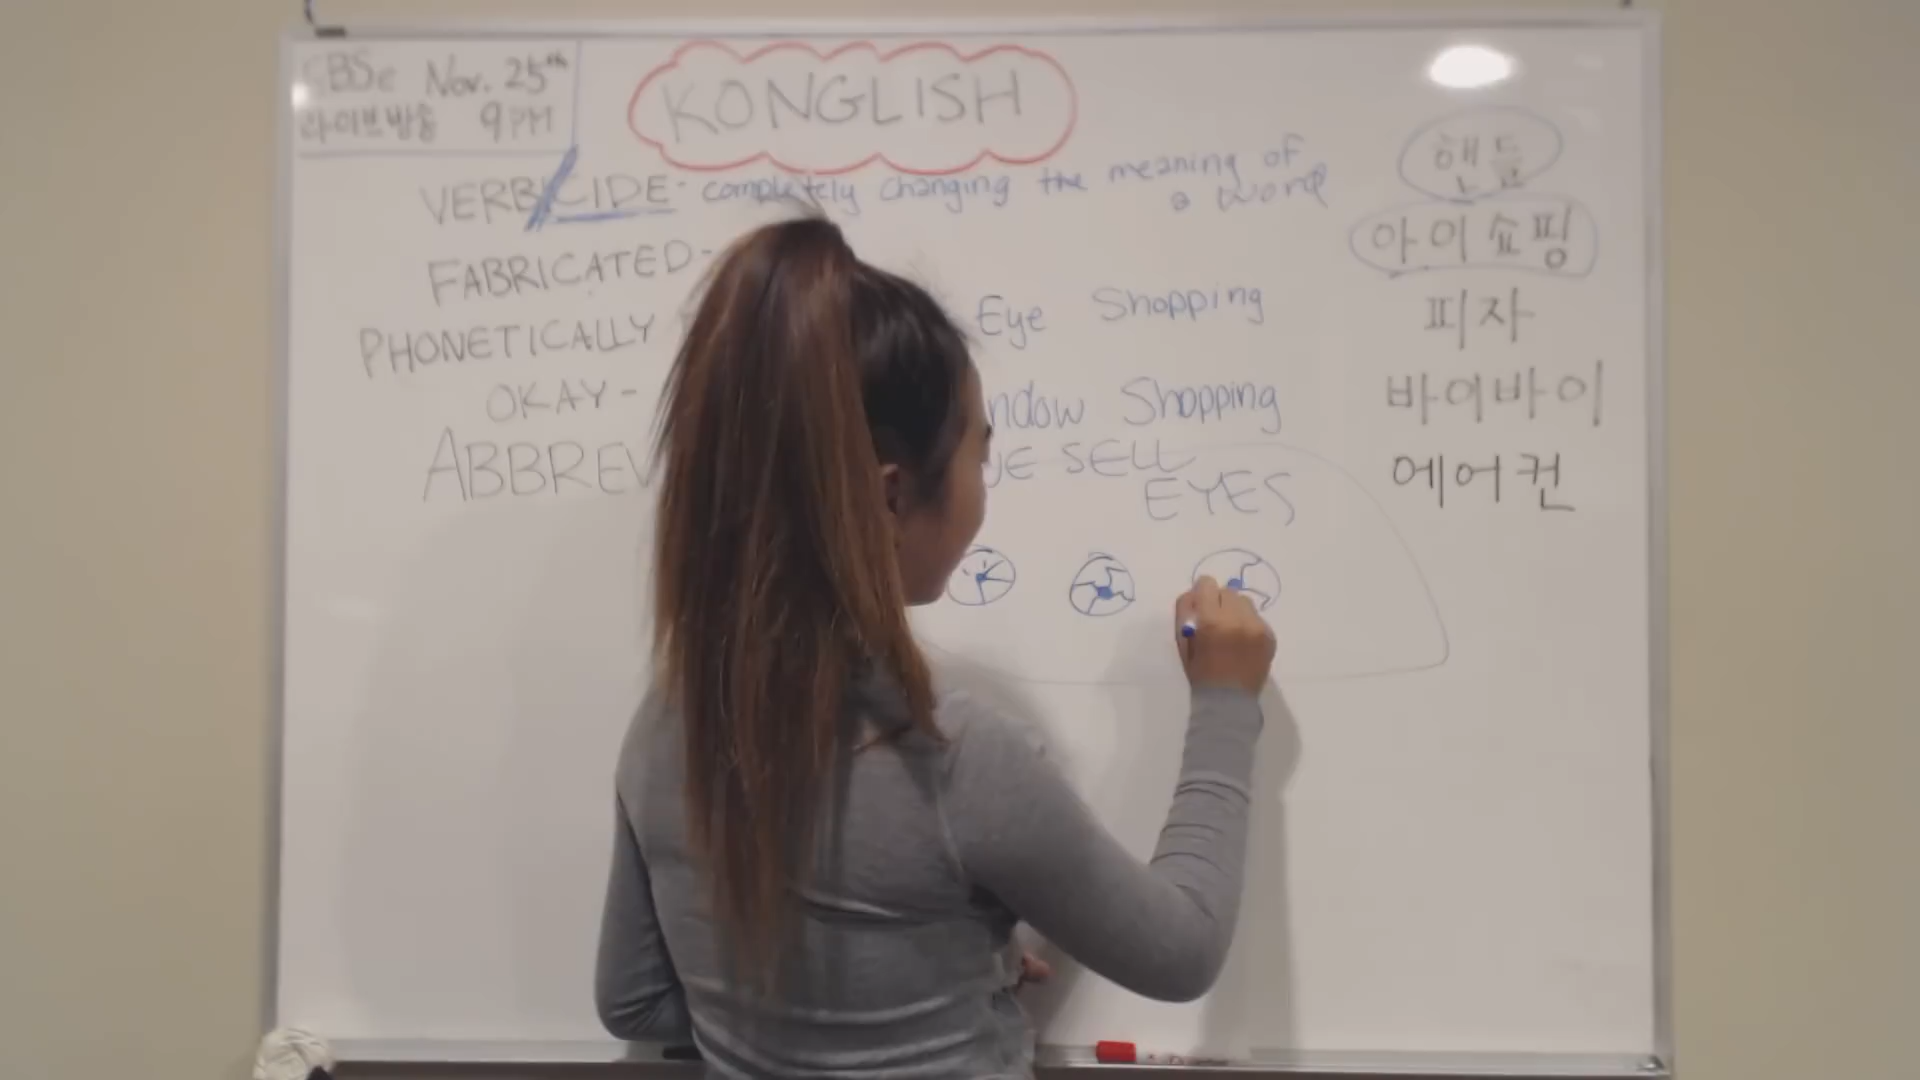 EBSe Nov. 25th
라이브방송 9PM
KONGLISH
VERBICIDE - completely changing the meaning of
a word
FABRICATED -
PHONETICALLY
OKAY -
Eye Shopping
Shopping
SELL
EYES
핸들
아이쇼핑
피자
바이바이
에어컨